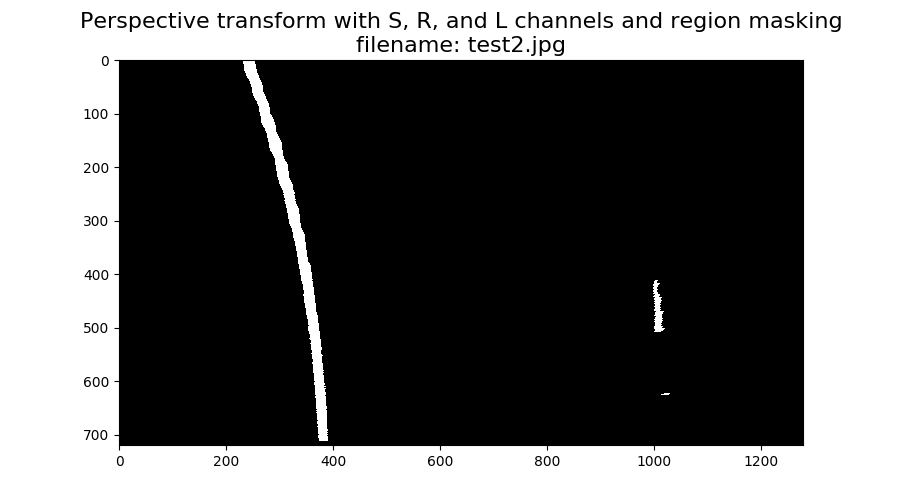 Perspective transform with S, R, and L channels and region masking
filename: test2.jpg
0
100
200
300
400
500
600
700
0 200 400 600 800 1000 1200